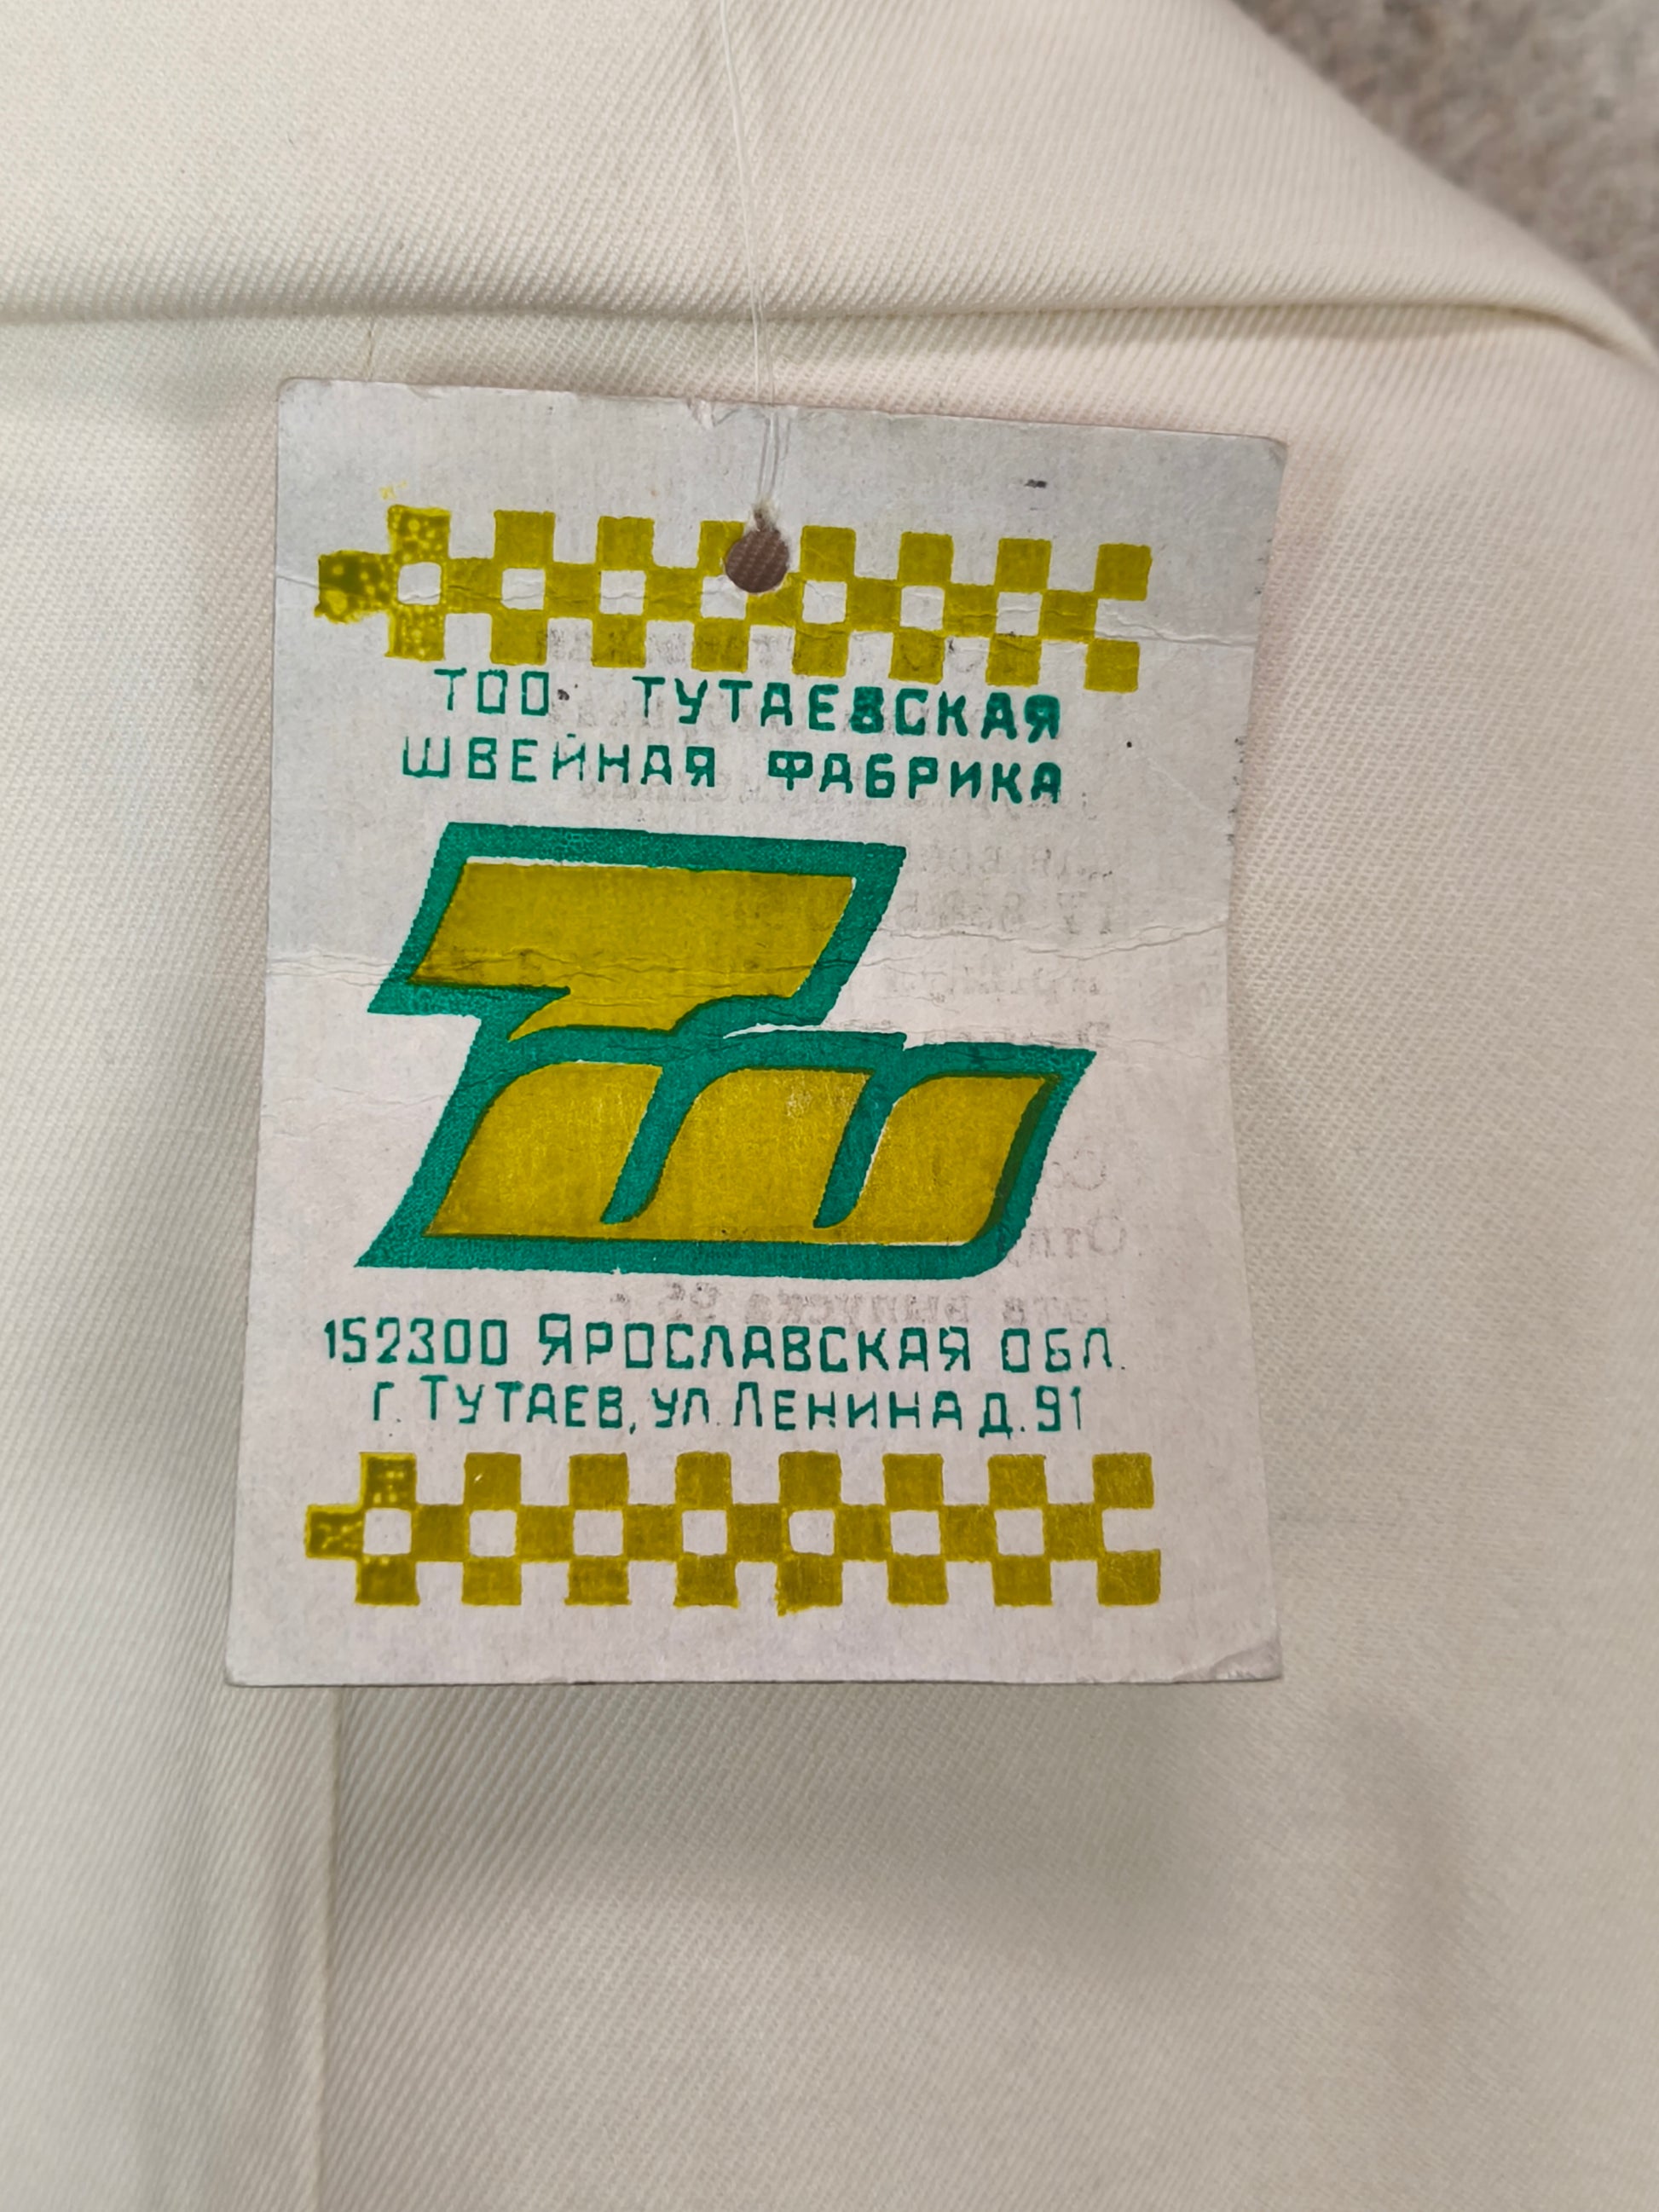 ТОО ТУТАЕВСКАЯ
ШВЕЙНАЯ ФАБРИКА
152300 ЯРОСЛАВСКАЯ ОБЛ.
Г. ТУТАЕВ, УЛ. ЛЕНИНА Д. 91